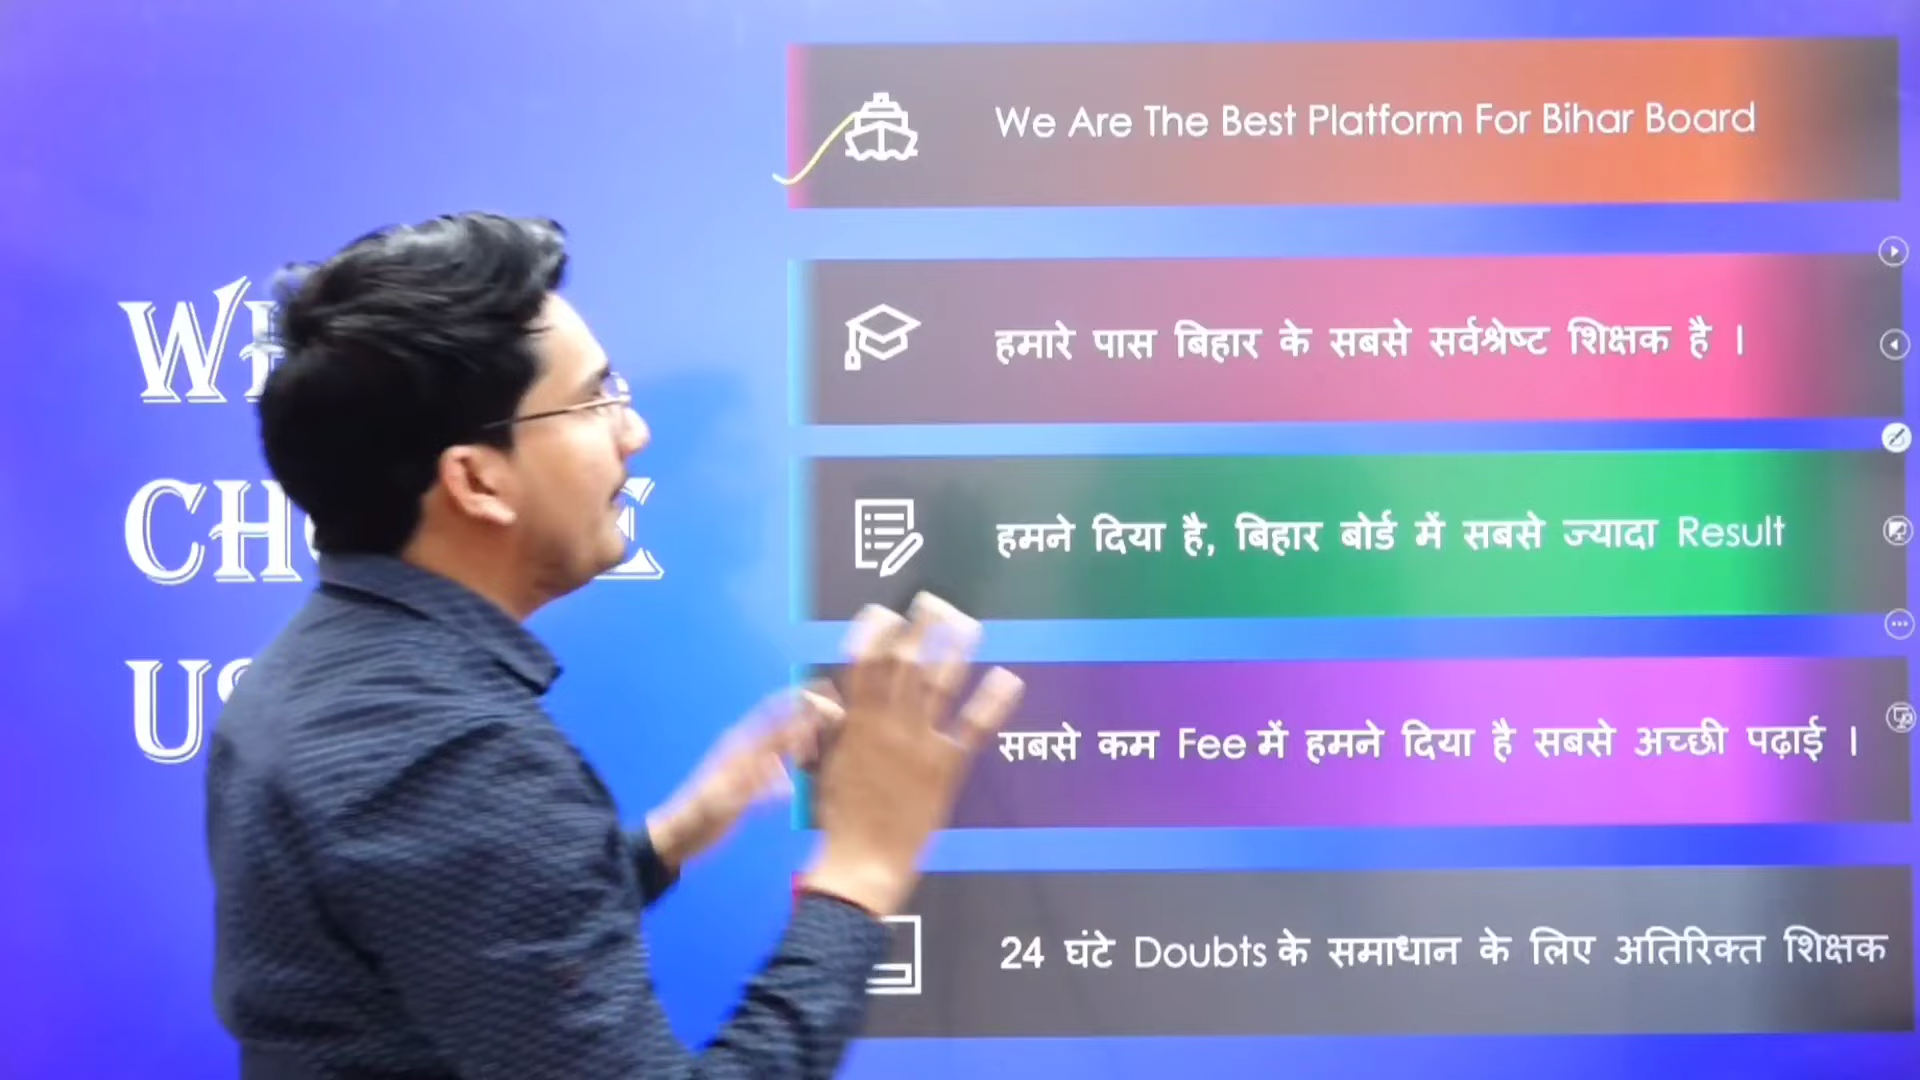 We Are The Best Platform For Bihar Board
हमारे पास बिहार के सबसे सर्वश्रेष्ट शिक्षक है ।
हमने दिया है, बिहार बोर्ड में सबसे ज्यादा Result
सबसे कम Fee में हमने दिया है सबसे अच्छी पढ़ाई ।
24 घंटे Doubts के समाधान के लिए अतिरिक्त शिक्षक